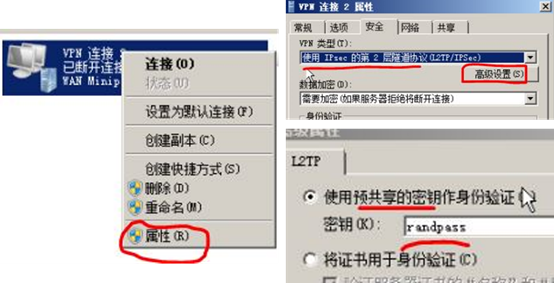 VPN 连接 2
已断开连接
WAN Minip
连接(O)
状态(U)
设置为默认连接(F)
创建副本(C)
创建快捷方式(S)
删除(D)
重命名(M)
属性(R)
VPN 连接 2 属性
常规
选项
安全
网络
共享
VPN 类型(T):
使用 IPsec 的第 2 层隧道协议(L2TP/IPSec)
高级设置(S)
数据加密(D):
需要加密(如果服务器拒绝将断开连接)
身份验证
高级属性
L2TP
使用预共享的密钥作身份验证
密钥(K):
randpass
将证书用于身份验证(C)